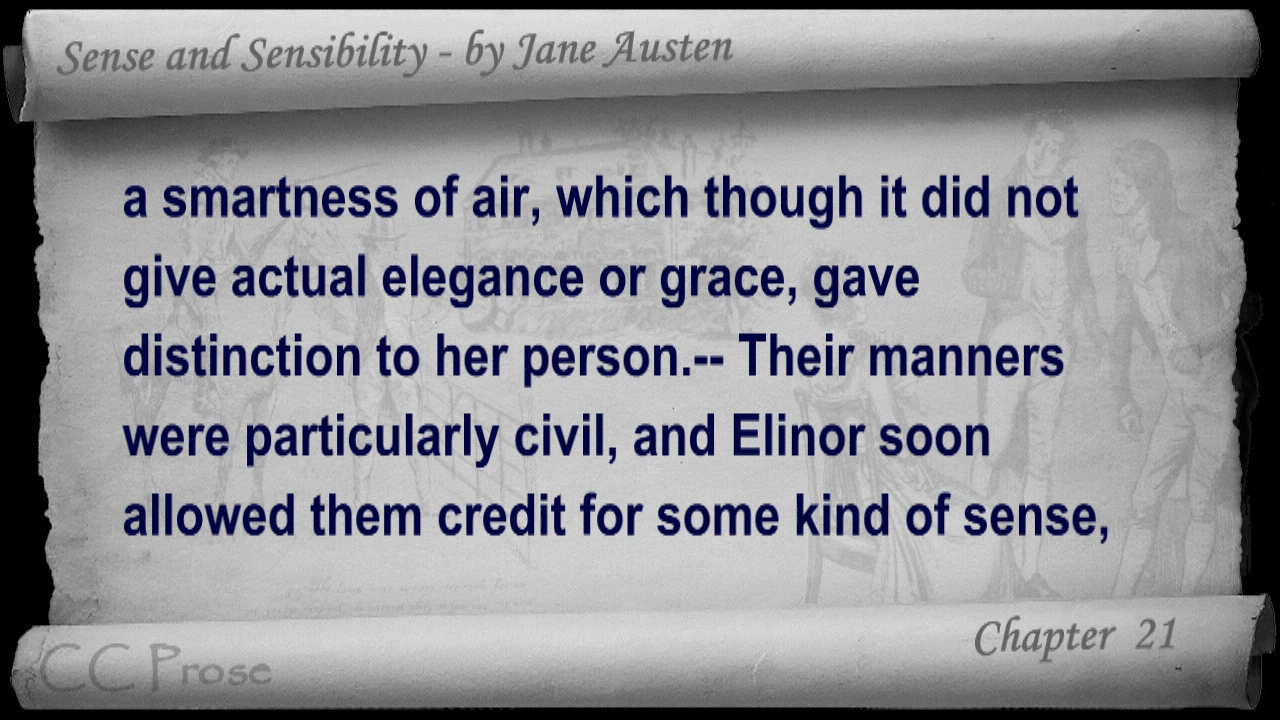 Sense and Sensibility - by Jane Austen
a smartness of air, which though it did not
give actual elegance or grace, gave
distinction to her person.-- Their manners
were particularly civil, and Elinor soon
allowed them credit for some kind of sense,
Chapter 21
CC Prose